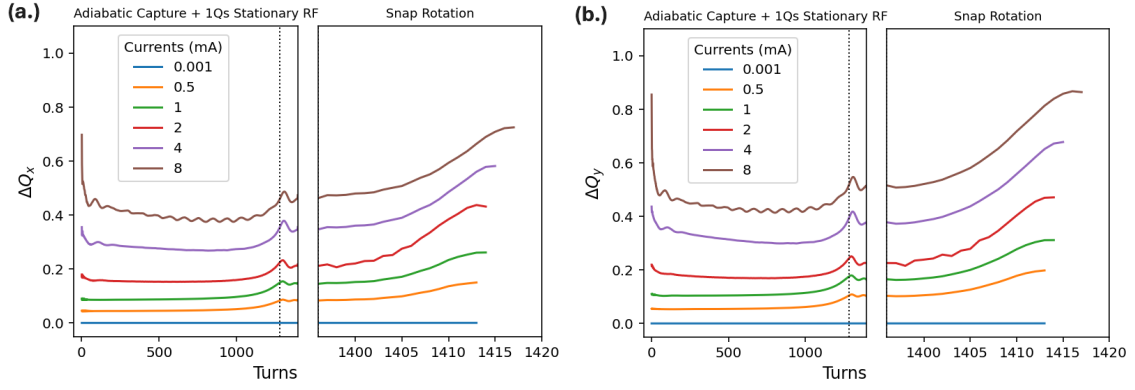 (a.)
Adiabatic Capture + 1Qs Stationary RF
Snap Rotation
1.0
0.8
0.6
0.4
0.2
0.0
ΔQx
Currents (mA)
0.001
0.5
1
2
4
8
0
500
1000
1400
1405
1410
1415
1420
Turns
Turns
(b.)
Adiabatic Capture + 1Qs Stationary RF
Snap Rotation
1.0
0.8
0.6
0.4
0.2
0.0
ΔQy
Currents (mA)
0.001
0.5
1
2
4
8
0
500
1000
1400
1405
1410
1415
1420
Turns
Turns